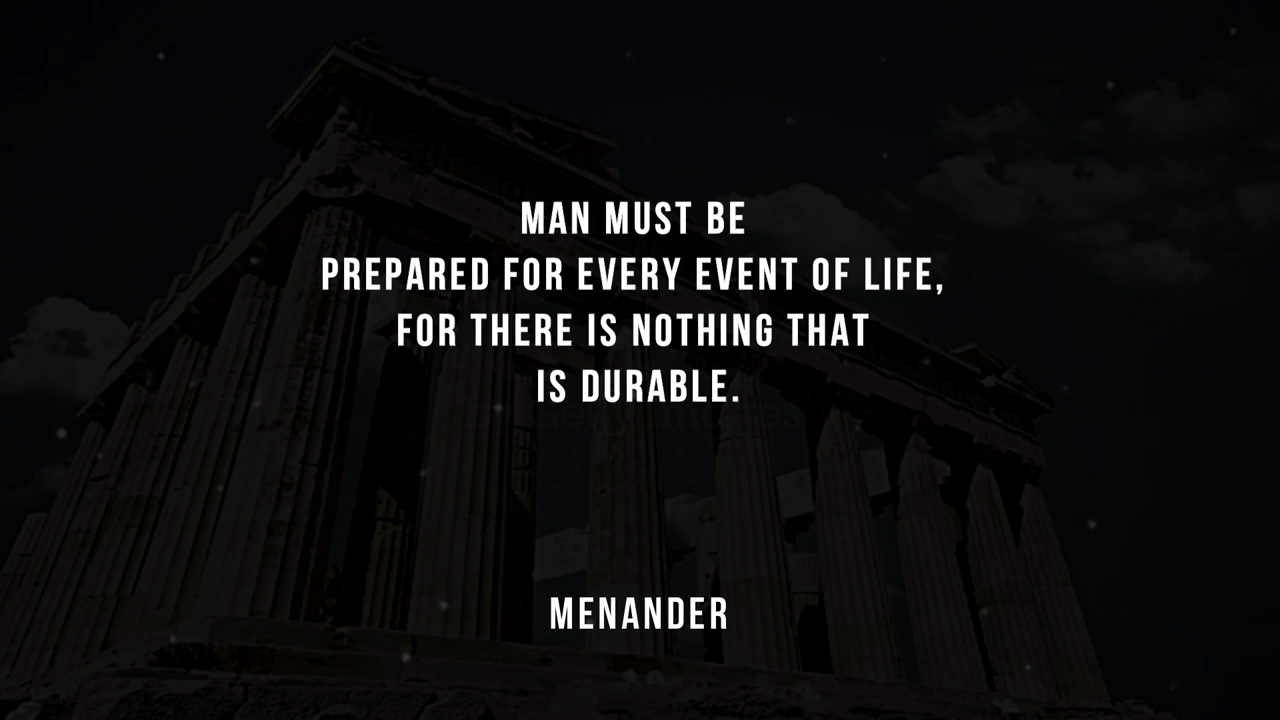 MAN MUST BE
PREPARED FOR EVERY EVENT OF LIFE,
FOR THERE IS NOTHING THAT
IS DURABLE.
MENANDER